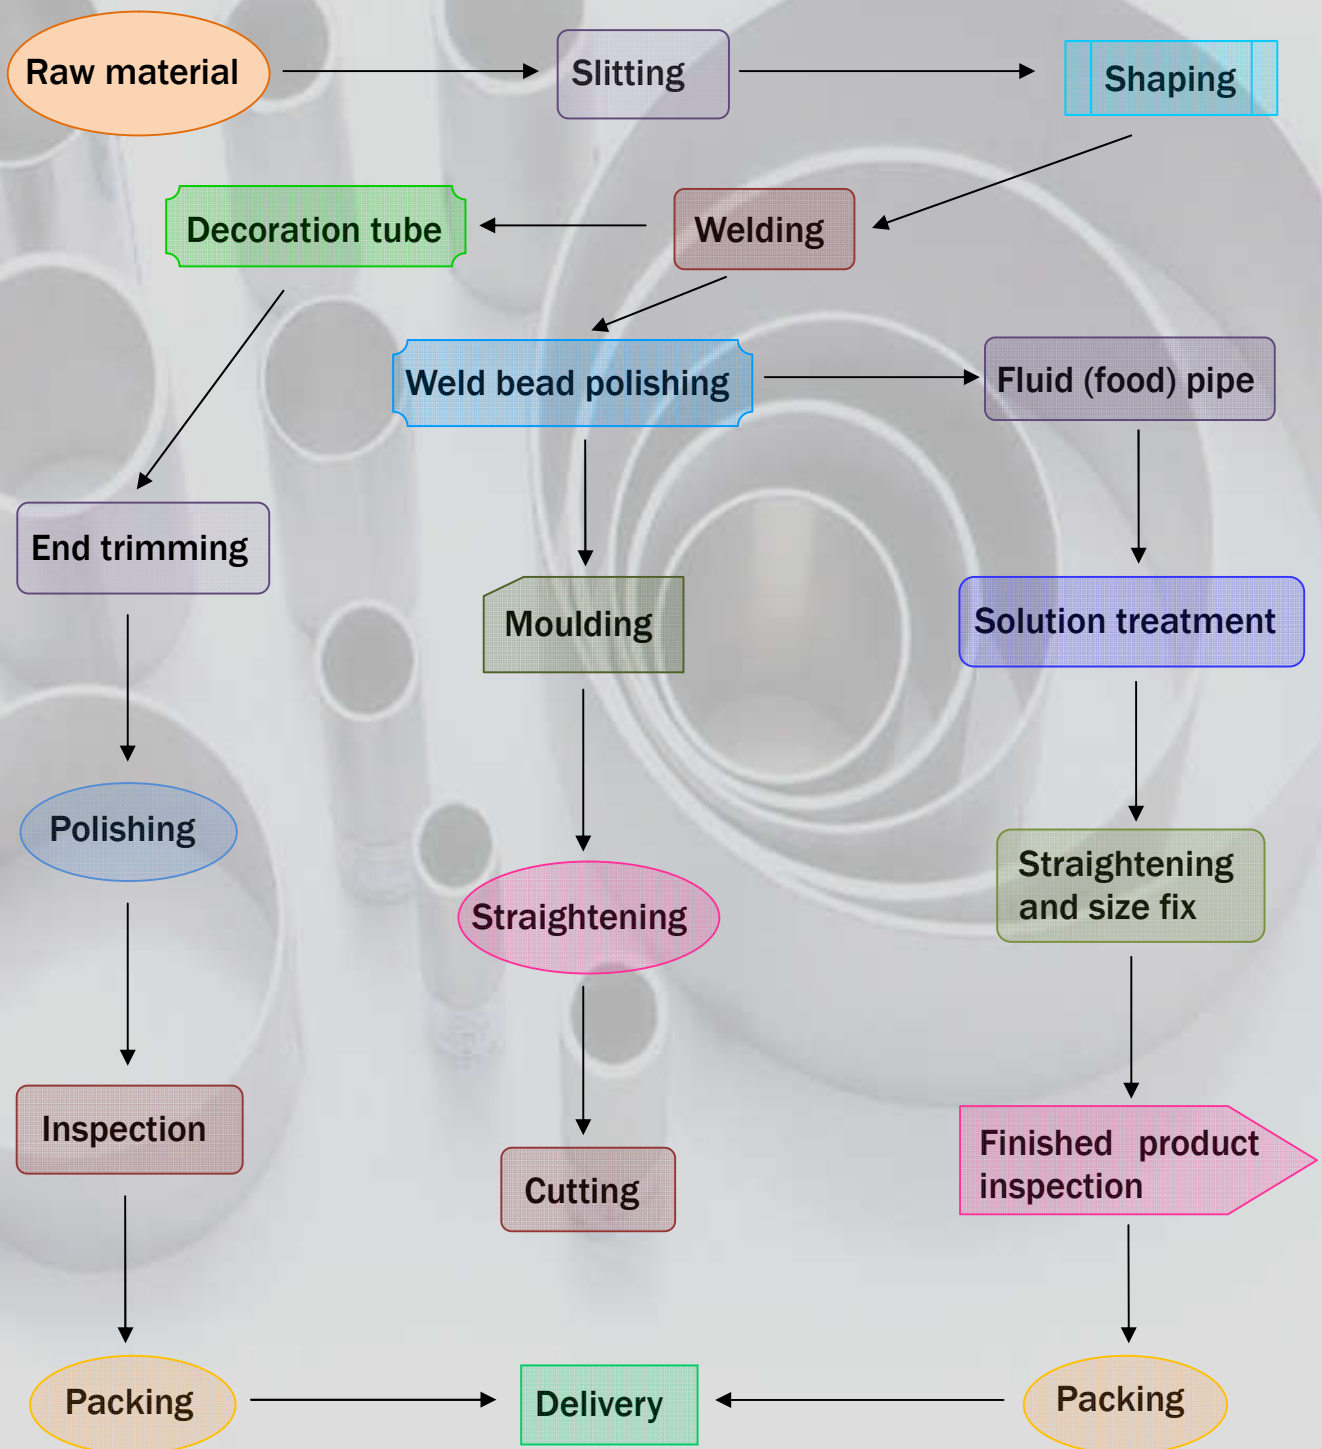 Raw material
Slitting
Shaping
Decoration tube
Welding
Weld bead polishing
Fluid (food) pipe
End trimming
Moulding
Solution treatment
Polishing
Straightening
Straightening
and size fix
Inspection
Cutting
Finished product
inspection
Packing
Delivery
Packing